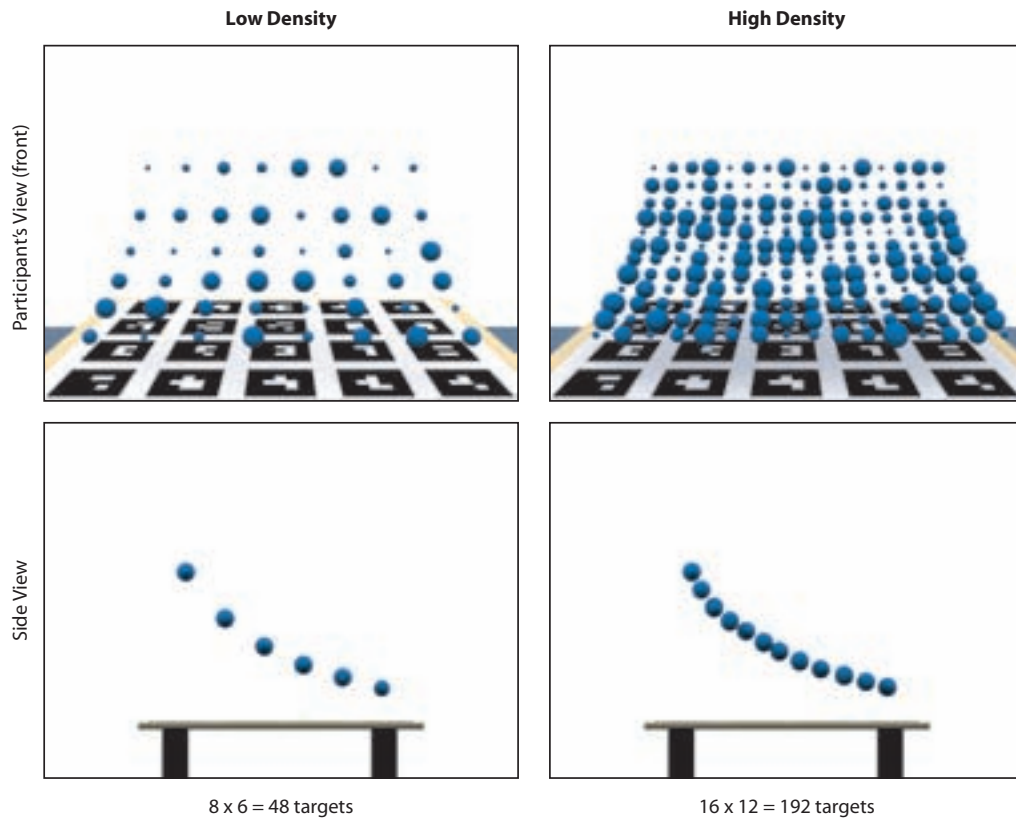 Low Density
High Density
Participant's View (front)
Side View
8 x 6 = 48 targets
16 x 12 = 192 targets